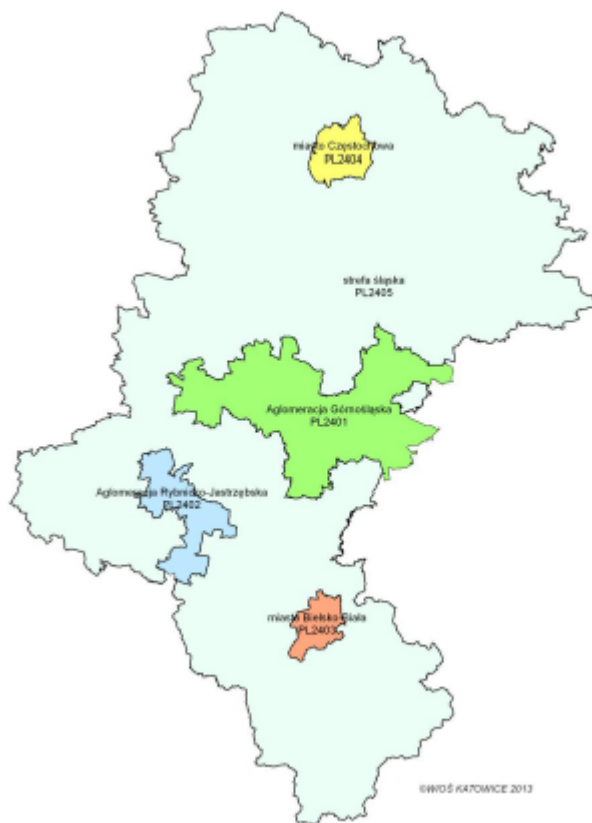 miasto Częstochowa
PL2404
strefa śląska
PL2405
Aglomeracja Górnośląska
PL2401
Aglomeracja Rybnicko-Jastrzębska
PL2402
miasto Bielsko-Biała
PL2403
©WIOŚ KATOWICE 2013